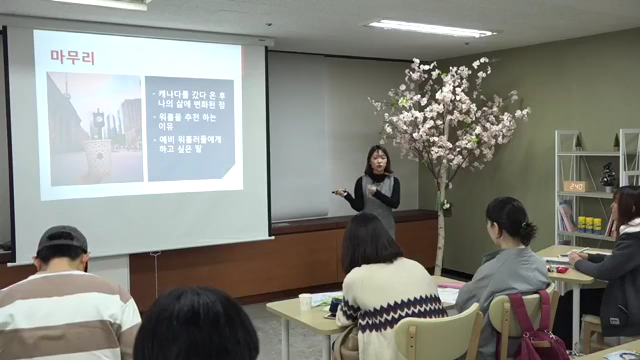 마무리
- 캐나다를 갔다 온 후
나의 삶에 변화된 점
- 워홀을 추천 하는
이유
- 예비 워홀러들에게
하고 싶은 말
240